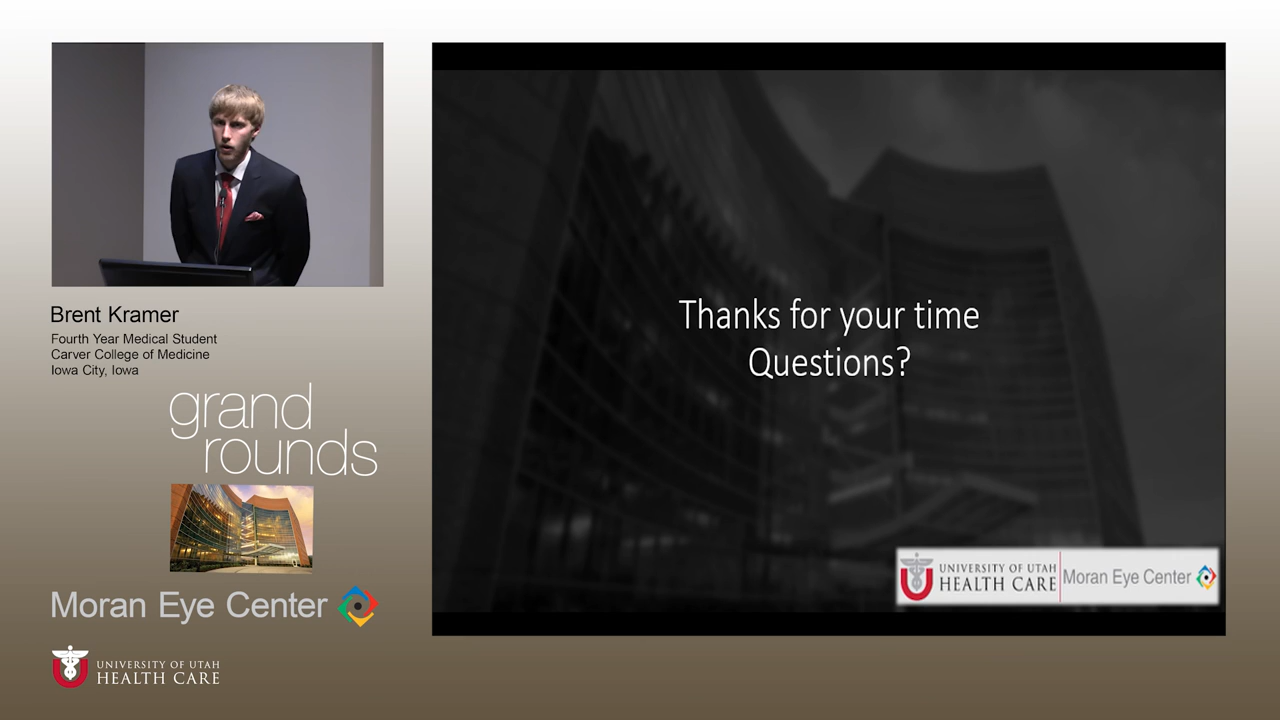 Brent Kramer
Fourth Year Medical Student
Carver College of Medicine
Iowa City, Iowa
grand
rounds
Moran Eye Center
UNIVERSITY OF UTAH
HEALTH CARE
Thanks for your time
Questions?
UNIVERSITY OF UTAH
HEALTH CARE
Moran Eye Center